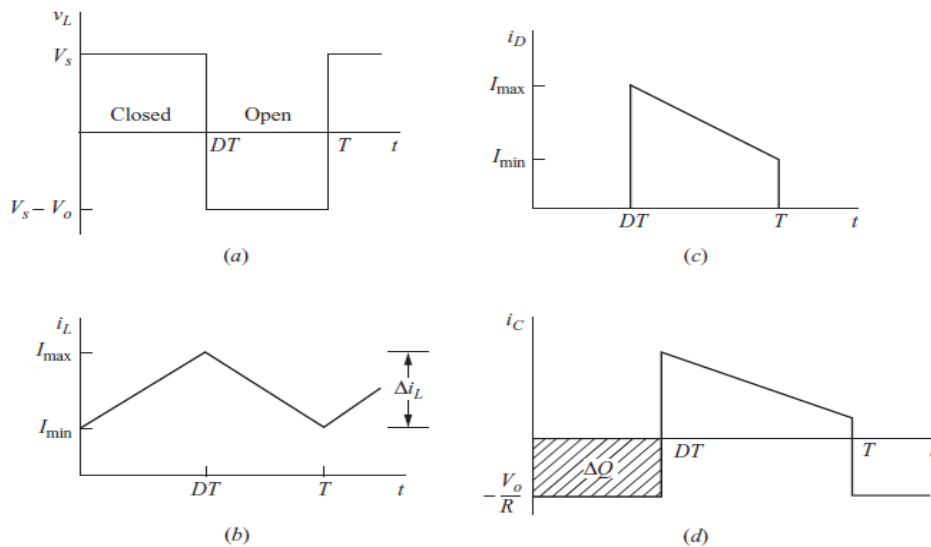 v_L
V_s
Closed
Open
DT
T
t
V_s − V_o
(a)
i_D
I_max
I_min
DT
T
t
(c)
i_L
I_max
Δi_L
I_min
DT
T
t
(b)
i_C
DT
T
t
ΔQ
−V_o/R
(d)